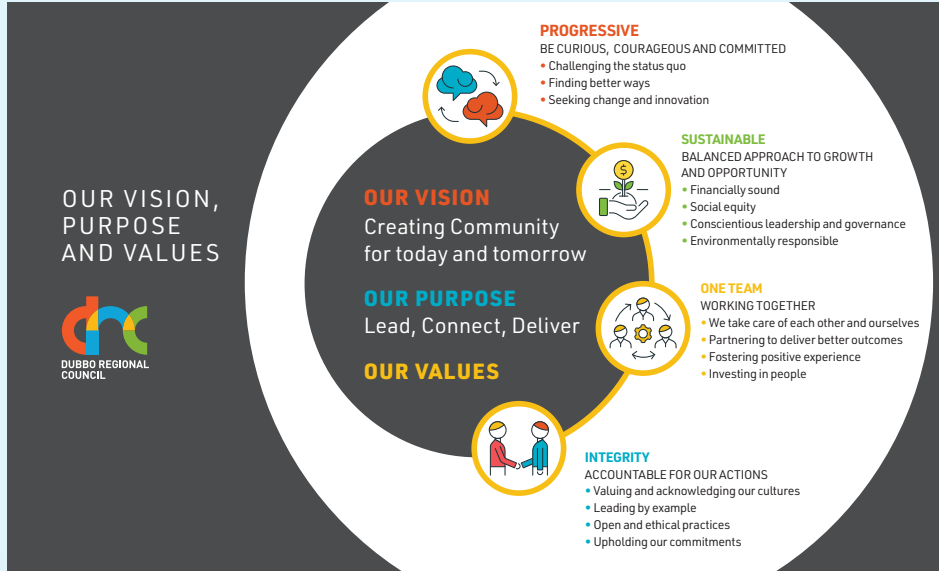 OUR VISION,
PURPOSE
AND VALUES
DUBBO REGIONAL
COUNCIL
OUR VISION
Creating Community
for today and tomorrow
OUR PURPOSE
Lead, Connect, Deliver
OUR VALUES
PROGRESSIVE
BE CURIOUS, COURAGEOUS AND COMMITTED
• Challenging the status quo
• Finding better ways
• Seeking change and innovation
$
SUSTAINABLE
BALANCED APPROACH TO GROWTH
AND OPPORTUNITY
• Financially sound
• Social equity
• Conscientious leadership and governance
• Environmentally responsible
ONE TEAM
WORKING TOGETHER
• We take care of each other and ourselves
• Partnering to deliver better outcomes
• Fostering positive experience
• Investing in people
INTEGRITY
ACCOUNTABLE FOR OUR ACTIONS
• Valuing and acknowledging our cultures
• Leading by example
• Open and ethical practices
• Upholding our commitments